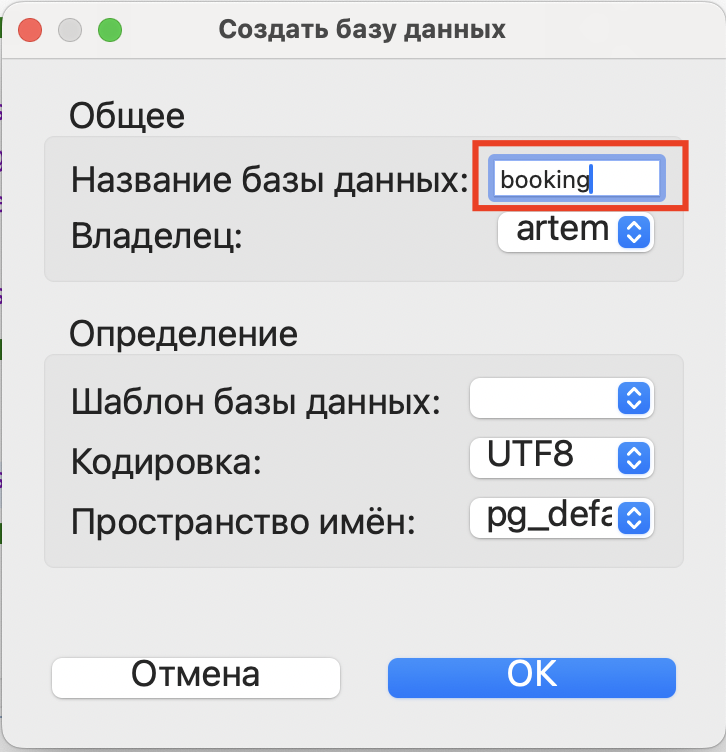 Создать базу данных
Общее
Название базы данных: booking
Владелец: artem
Определение
Шаблон базы данных:
Кодировка: UTF8
Пространство имён: pg_defa
Отмена OK